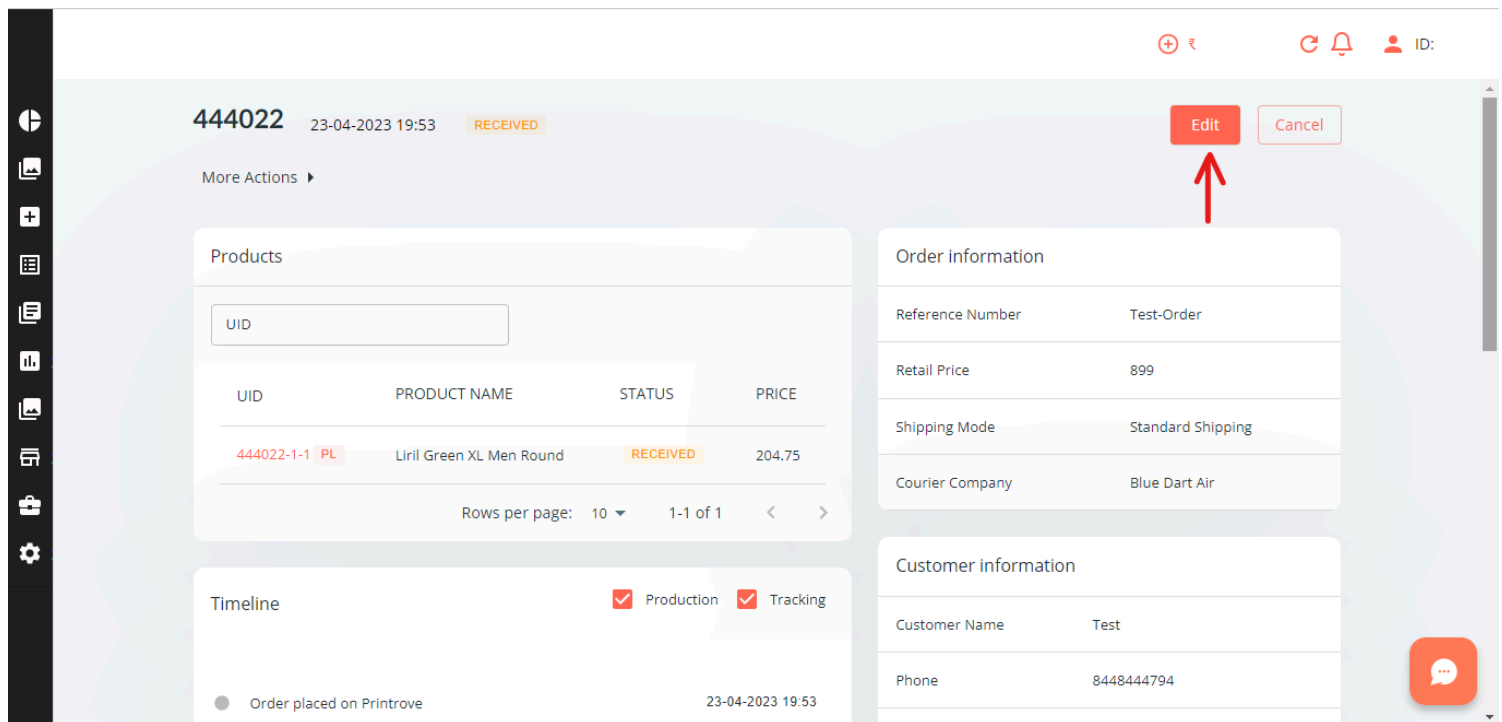 ₹ ID:
444022 23-04-2023 19:53 RECEIVED Edit Cancel
More Actions
Products
UID
UID PRODUCT NAME STATUS PRICE
444022-1-1 PL Liril Green XL Men Round RECEIVED 204.75
Rows per page: 10 1-1 of 1
Timeline Production Tracking
Order placed on Printrove 23-04-2023 19:53
Order information
Reference Number Test-Order
Retail Price 899
Shipping Mode Standard Shipping
Courier Company Blue Dart Air
Customer information
Customer Name Test
Phone 8448444794